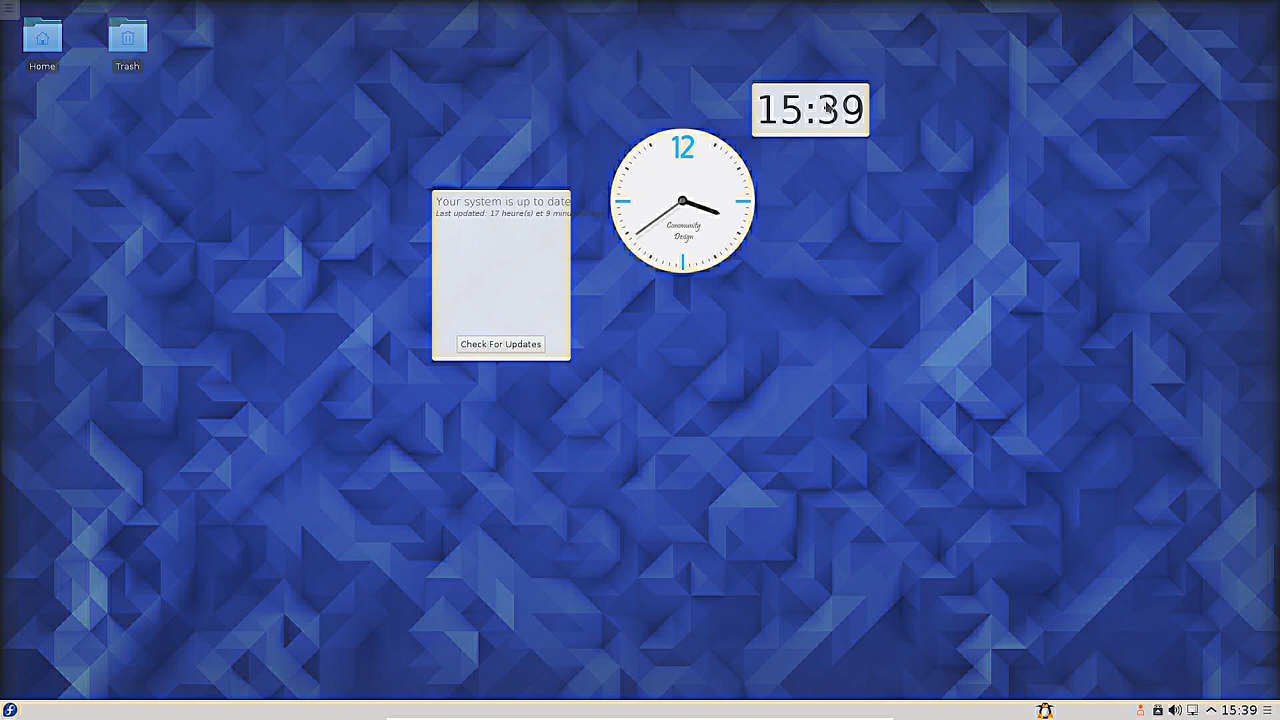 Home
Trash
15:39
12
Community
Design
Your system is up to date
Last updated: 17 heure(s) et 9 minu
Check For Updates
15:39